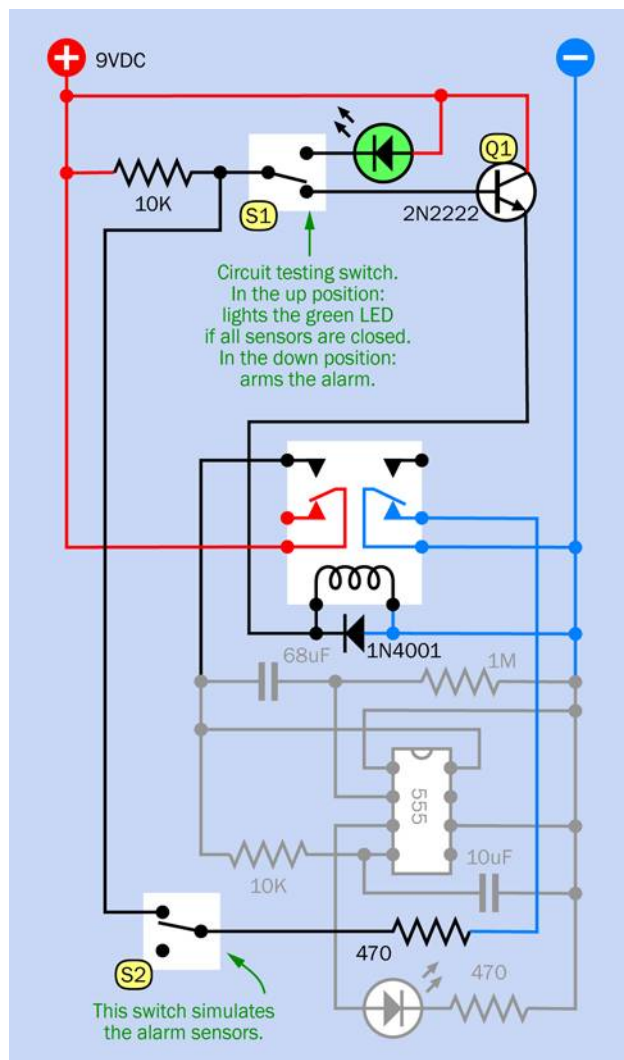 + 9VDC −
Q1
10K
S1
2N2222
Circuit testing switch.
In the up position:
lights the green LED
if all sensors are closed.
In the down position:
arms the alarm.
1N4001
68uF
1M
555
10K
10uF
S2
470
470
This switch simulates
the alarm sensors.